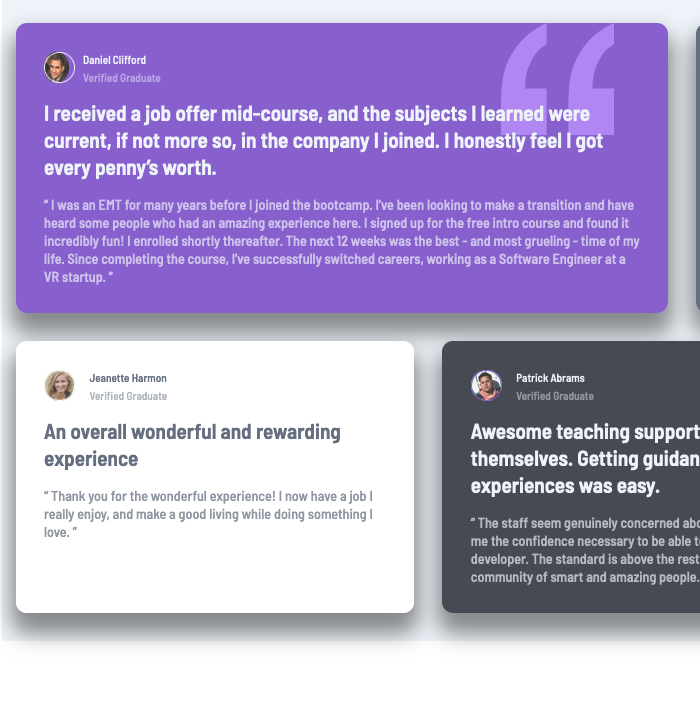 Daniel Clifford
Verified Graduate
I received a job offer mid-course, and the subjects I learned were
current, if not more so, in the company I joined. I honestly feel I got
every penny’s worth.
“ I was an EMT for many years before I joined the bootcamp. I’ve been looking to make a transition and have
heard some people who had an amazing experience here. I signed up for the free intro course and found it
incredibly fun! I enrolled shortly thereafter. The next 12 weeks was the best - and most grueling - time of my
life. Since completing the course, I’ve successfully switched careers, working as a Software Engineer at a
VR startup. ”
Jeanette Harmon
Verified Graduate
An overall wonderful and rewarding
experience
“ Thank you for the wonderful experience! I now have a job I
really enjoy, and make a good living while doing something I
love. ”
Patrick Abrams
Verified Graduate
Awesome teaching support
themselves. Getting guidan
experiences was easy.
“ The staff seem genuinely concerned abo
me the confidence necessary to be able t
developer. The standard is above the rest
community of smart and amazing people.